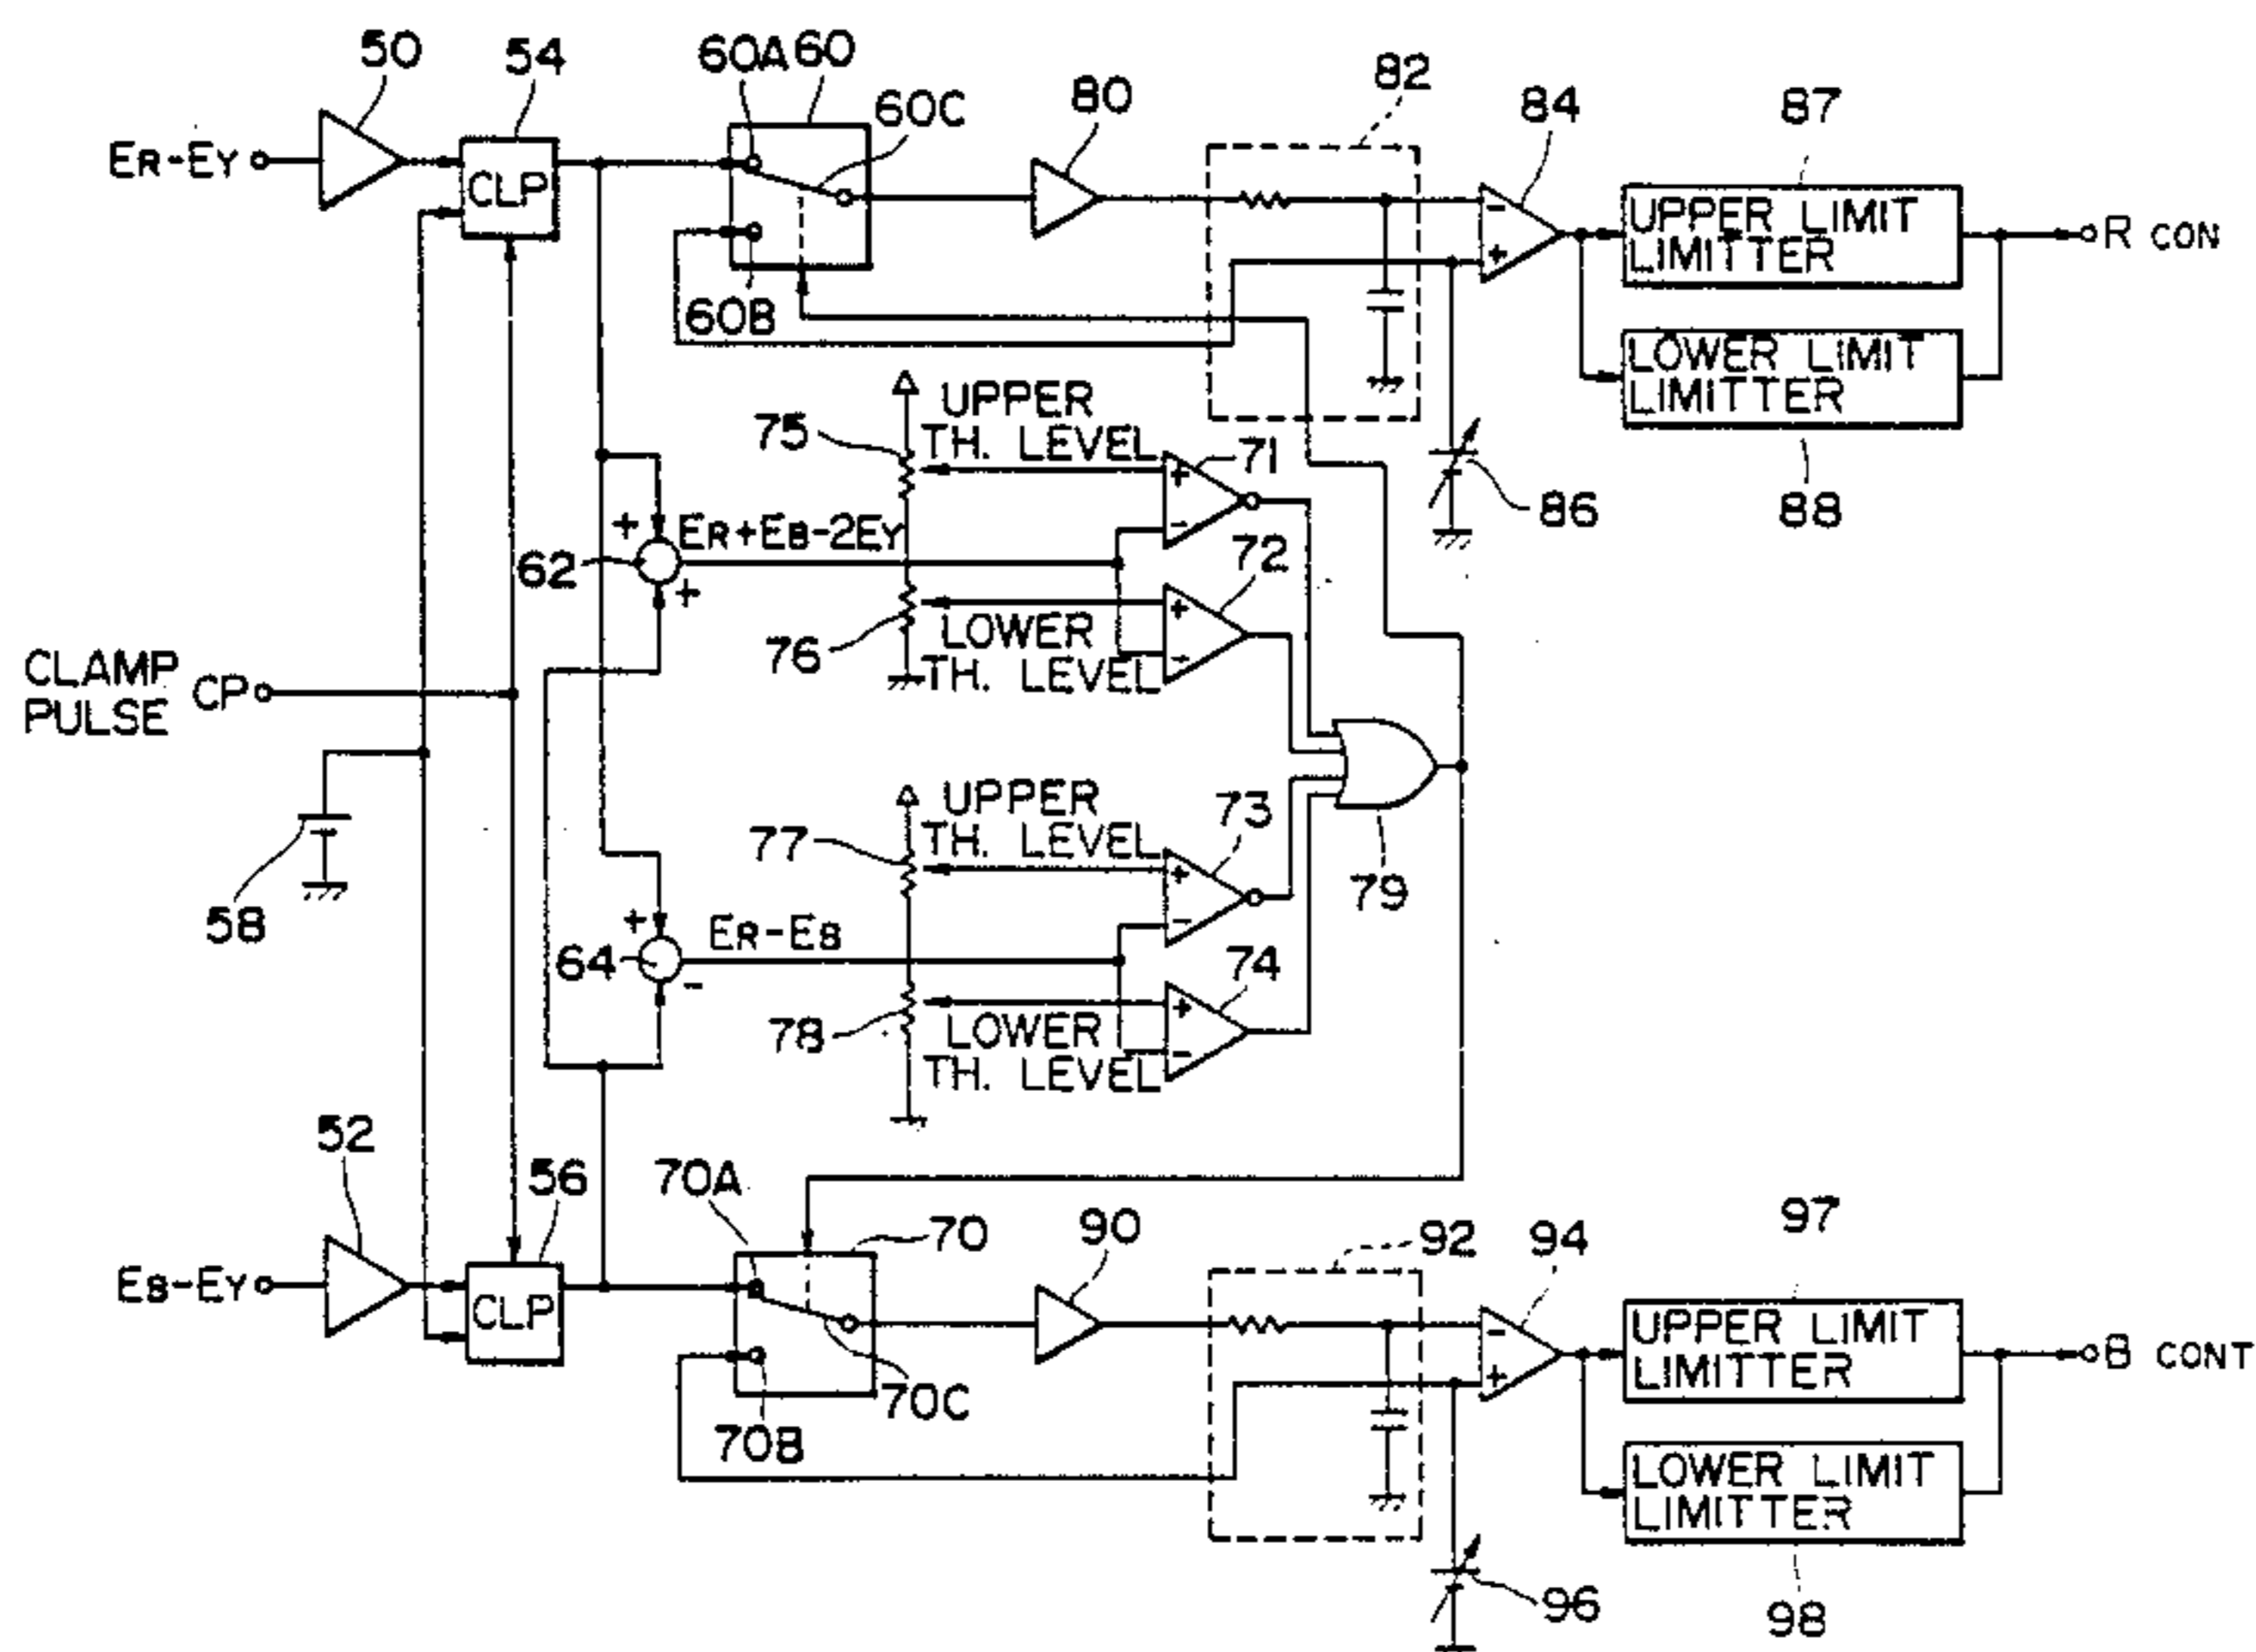 50
54
60A 60
60C
80
82
84
87
ER-EY
CLP
UPPER LIMIT
LIMITTER
R CON
60B
LOWER LIMIT
LIMITTER
88
86
75
UPPER
TH. LEVEL
71
+
-
ER+EB-2EY
62
+
+
72
76
LOWER
TH. LEVEL
+
-
CLAMP
PULSE
CP
58
77
UPPER
TH. LEVEL
73
79
+
-
ER-EB
64
+
-
74
78
LOWER
TH. LEVEL
+
-
52
56
70A
70
90
92
94
97
EB-EY
CLP
UPPER LIMIT
LIMITTER
B CONT
70C
70B
LOWER LIMIT
LIMITTER
96
98
-
+
-
+